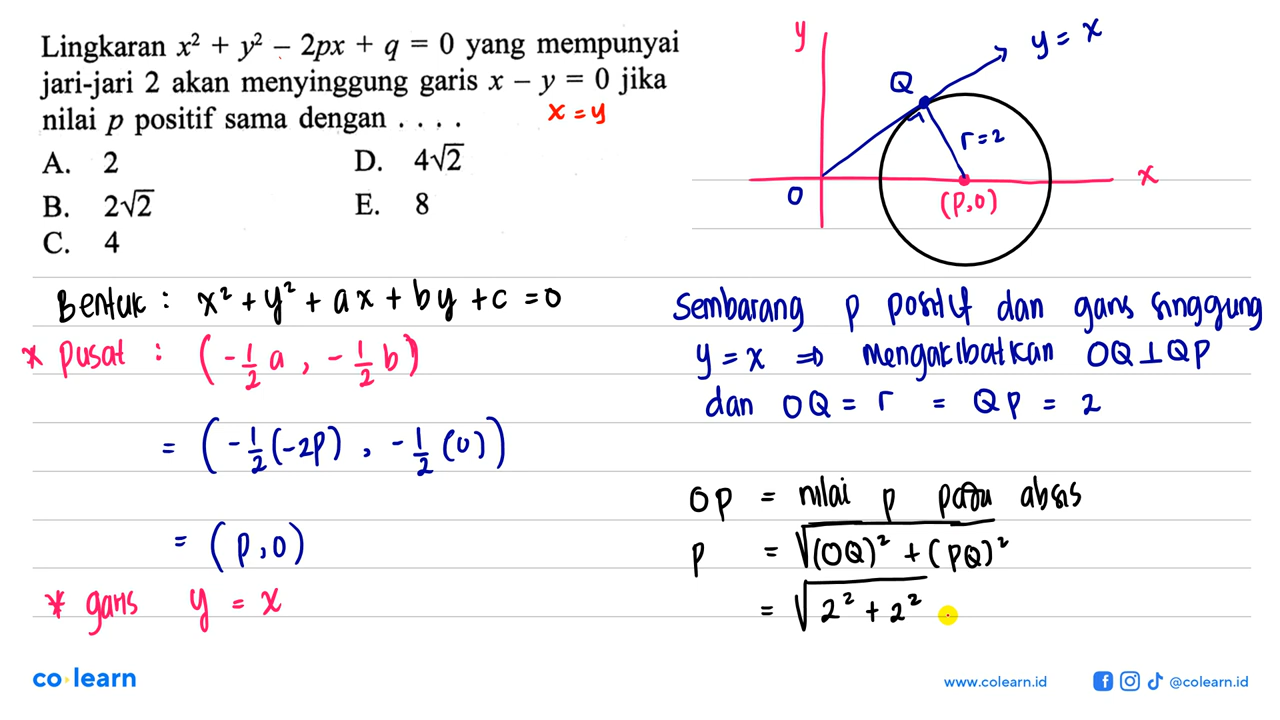 Lingkaran x² + y² – 2px + q = 0 yang mempunyai
jari-jari 2 akan menyinggung garis x – y = 0 jika
nilai p positif sama dengan . . . .
x = y
A. 2
B. 2√2
C. 4
D. 4√2
E. 8
y
y = x
Q
r = 2
O
(P,0)
x
Bentuk : x² + y² + ax + by + c = 0
* Pusat : (-1/2 a , -1/2 b)
= (-1/2 (-2p) , -1/2 (0))
= (p, 0)
* garis y = x
Sembarang p positif dan garis singgung
y = x ⇒ mengakibatkan OQ ⊥ QP
dan OQ = r = QP = 2
OP = nilai p pada absis
p = √(OQ)² + (PQ)²
= √2² + 2²
co learn
www.colearn.id
@colearn.id